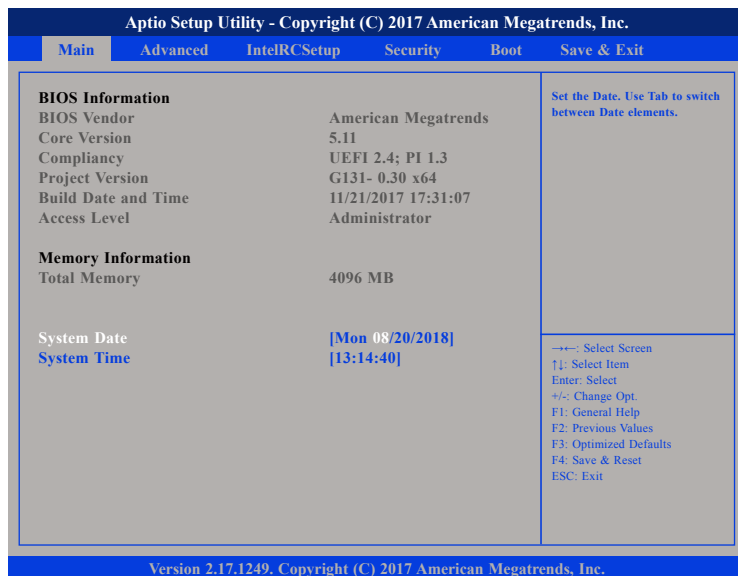 Aptio Setup Utility - Copyright (C) 2017 American Megatrends, Inc.
Main Advanced IntelRCSetup Security Boot Save & Exit
BIOS Information
BIOS Vendor American Megatrends
Core Version 5.11
Compliancy UEFI 2.4; PI 1.3
Project Version G131- 0.30 x64
Build Date and Time 11/21/2017 17:31:07
Access Level Administrator
Memory Information
Total Memory 4096 MB
System Date [Mon 08/20/2018]
System Time [13:14:40]
Set the Date. Use Tab to switch
between Date elements.
→←: Select Screen
↑↓: Select Item
Enter: Select
+/-: Change Opt.
F1: General Help
F2: Previous Values
F3: Optimized Defaults
F4: Save & Reset
ESC: Exit
Version 2.17.1249. Copyright (C) 2017 American Megatrends, Inc.